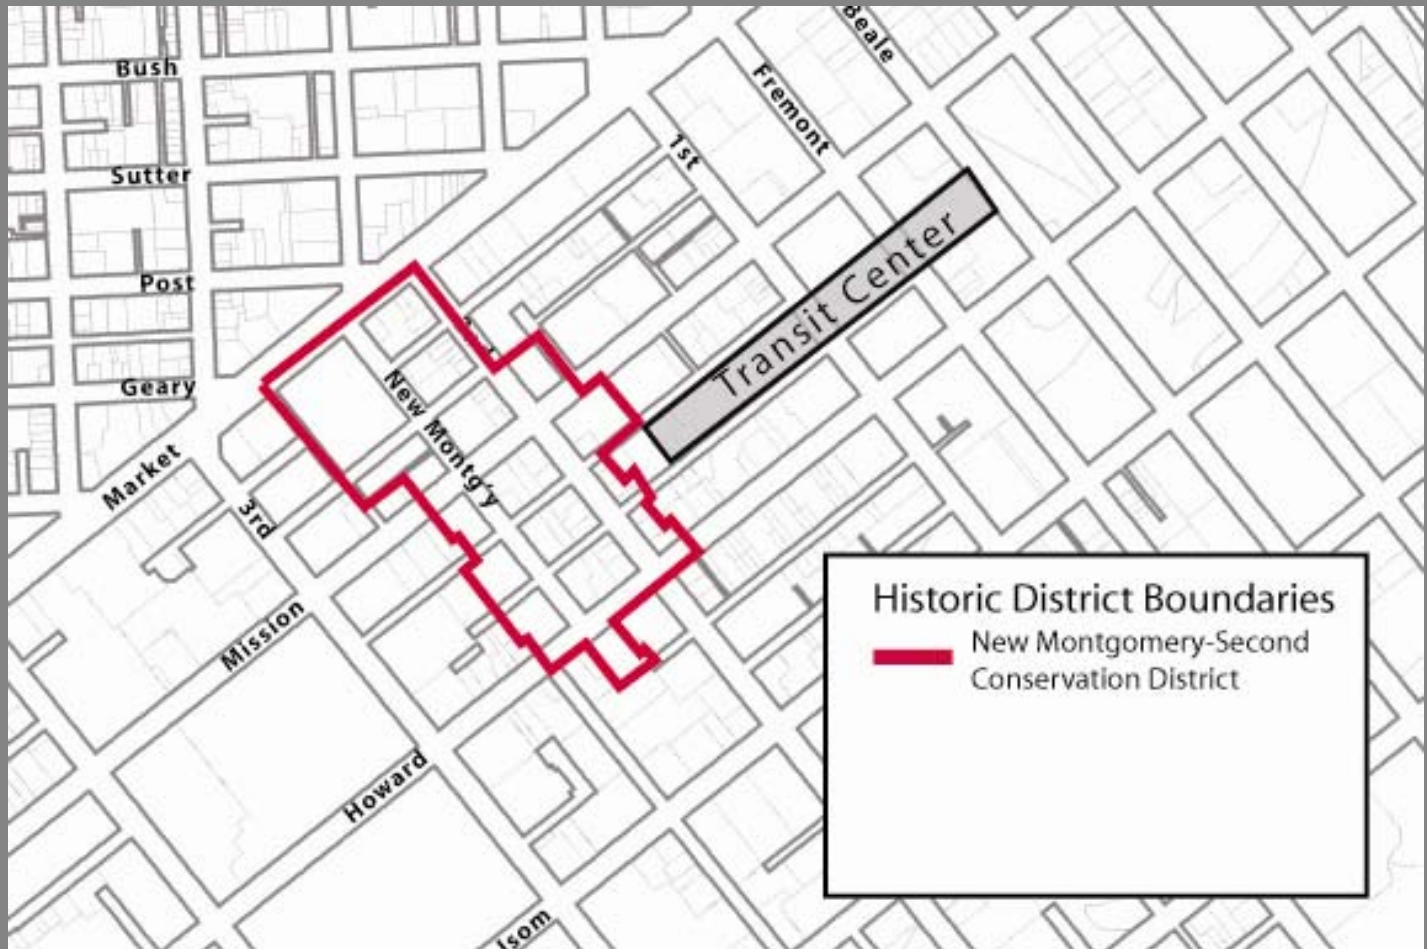 Beale
Bush
Fremont
1st
Sutter
Post
Transit Center
Geary
New Montg'y
Market
3rd
Mission
Howard
Historic District Boundaries
New Montgomery-Second
Conservation District